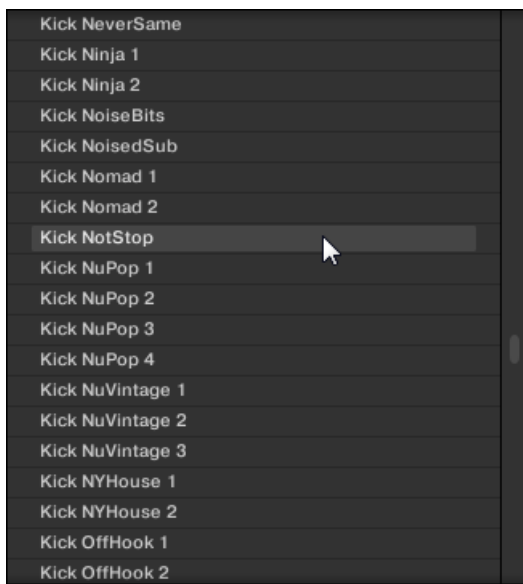 Kick NeverSame
Kick Ninja 1
Kick Ninja 2
Kick NoiseBits
Kick NoisedSub
Kick Nomad 1
Kick Nomad 2
Kick NotStop
Kick NuPop 1
Kick NuPop 2
Kick NuPop 3
Kick NuPop 4
Kick NuVintage 1
Kick NuVintage 2
Kick NuVintage 3
Kick NYHouse 1
Kick NYHouse 2
Kick OffHook 1
Kick OffHook 2